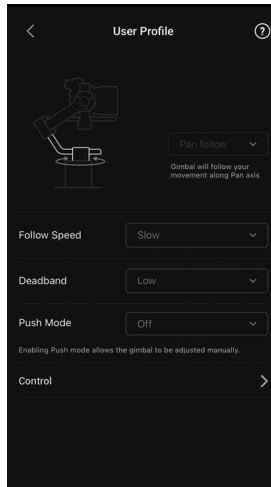 User Profile
?
Pan follow
Gimbal will follow your
movement along Pan axis
Follow Speed
Slow
Deadband
Low
Push Mode
Off
Enabling Push mode allows the gimbal to be adjusted manually.
Control